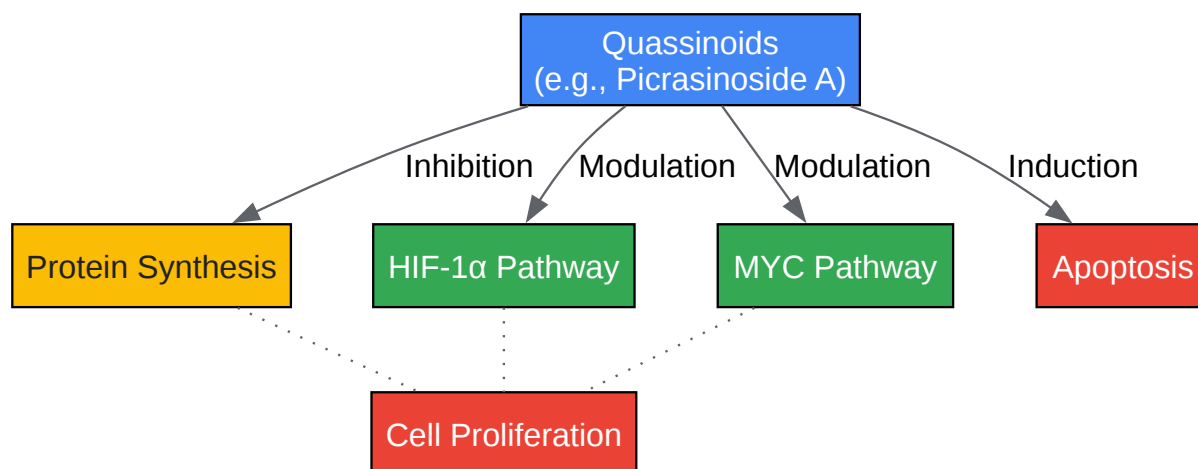 Quassinoids
(e.g., Picrasinoside A)
Inhibition
Modulation
Modulation
Induction
Protein Synthesis
HIF-1α Pathway
MYC Pathway
Apoptosis
Cell Proliferation